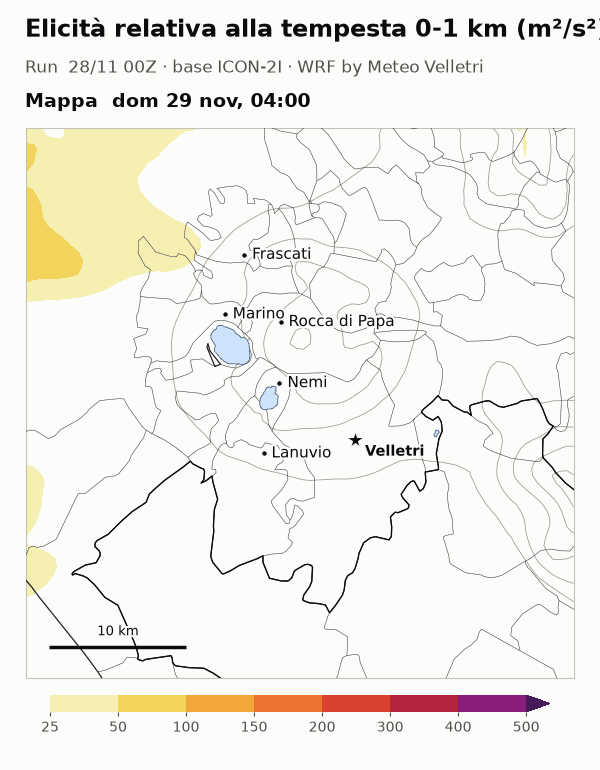 Elicità relativa alla tempesta 0-1 km (m²/s²)
Run 28/11 00Z · base ICON-2I · WRF by Meteo Velletri
Mappa dom 29 nov, 04:00
Frascati
Marino
Rocca di Papa
Nemi
Velletri
Lanuvio
10 km
25 50 100 150 200 300 400 500